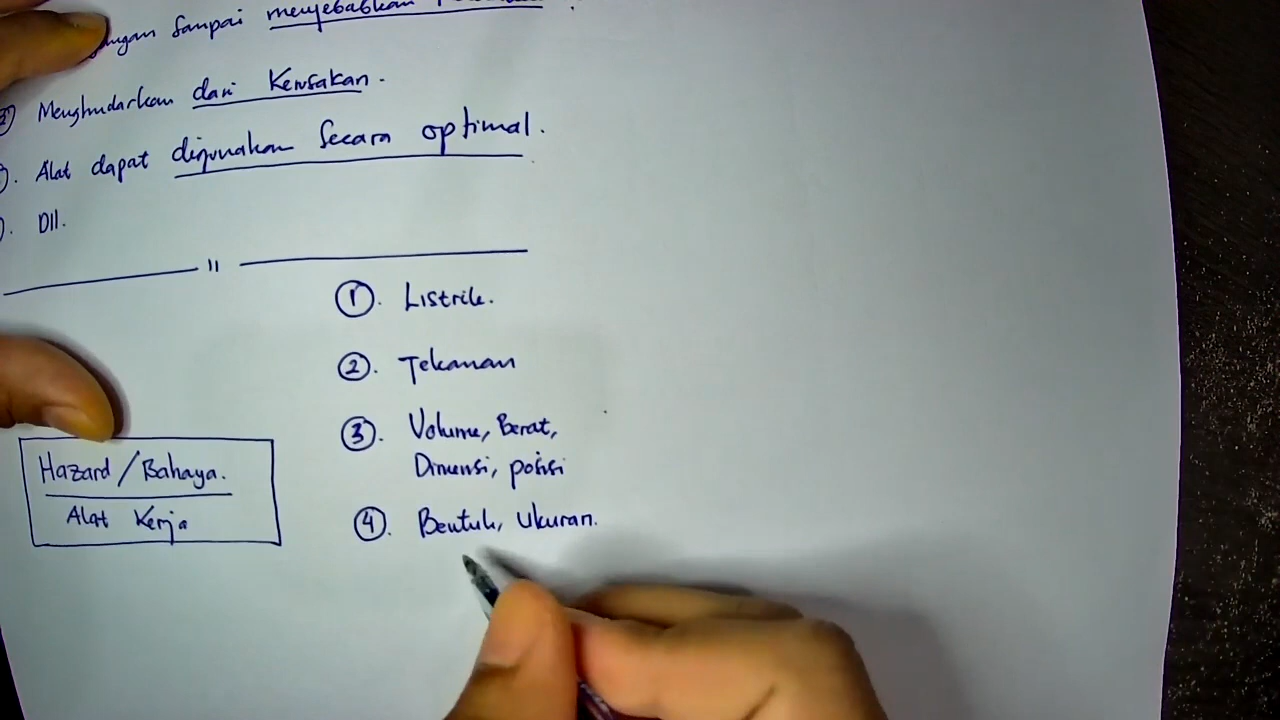 Sampai menyebabkan
Menghindarkan dari Kerusakan.
Alat dapat digunakan Secara optimal.
Dll.
11
1. Listrik.
2. Tekanan
3. Volume, Berat,
Dimensi, posisi
4. Bentuk, Ukuran.
Hazard/Bahaya.
Alat Kerja